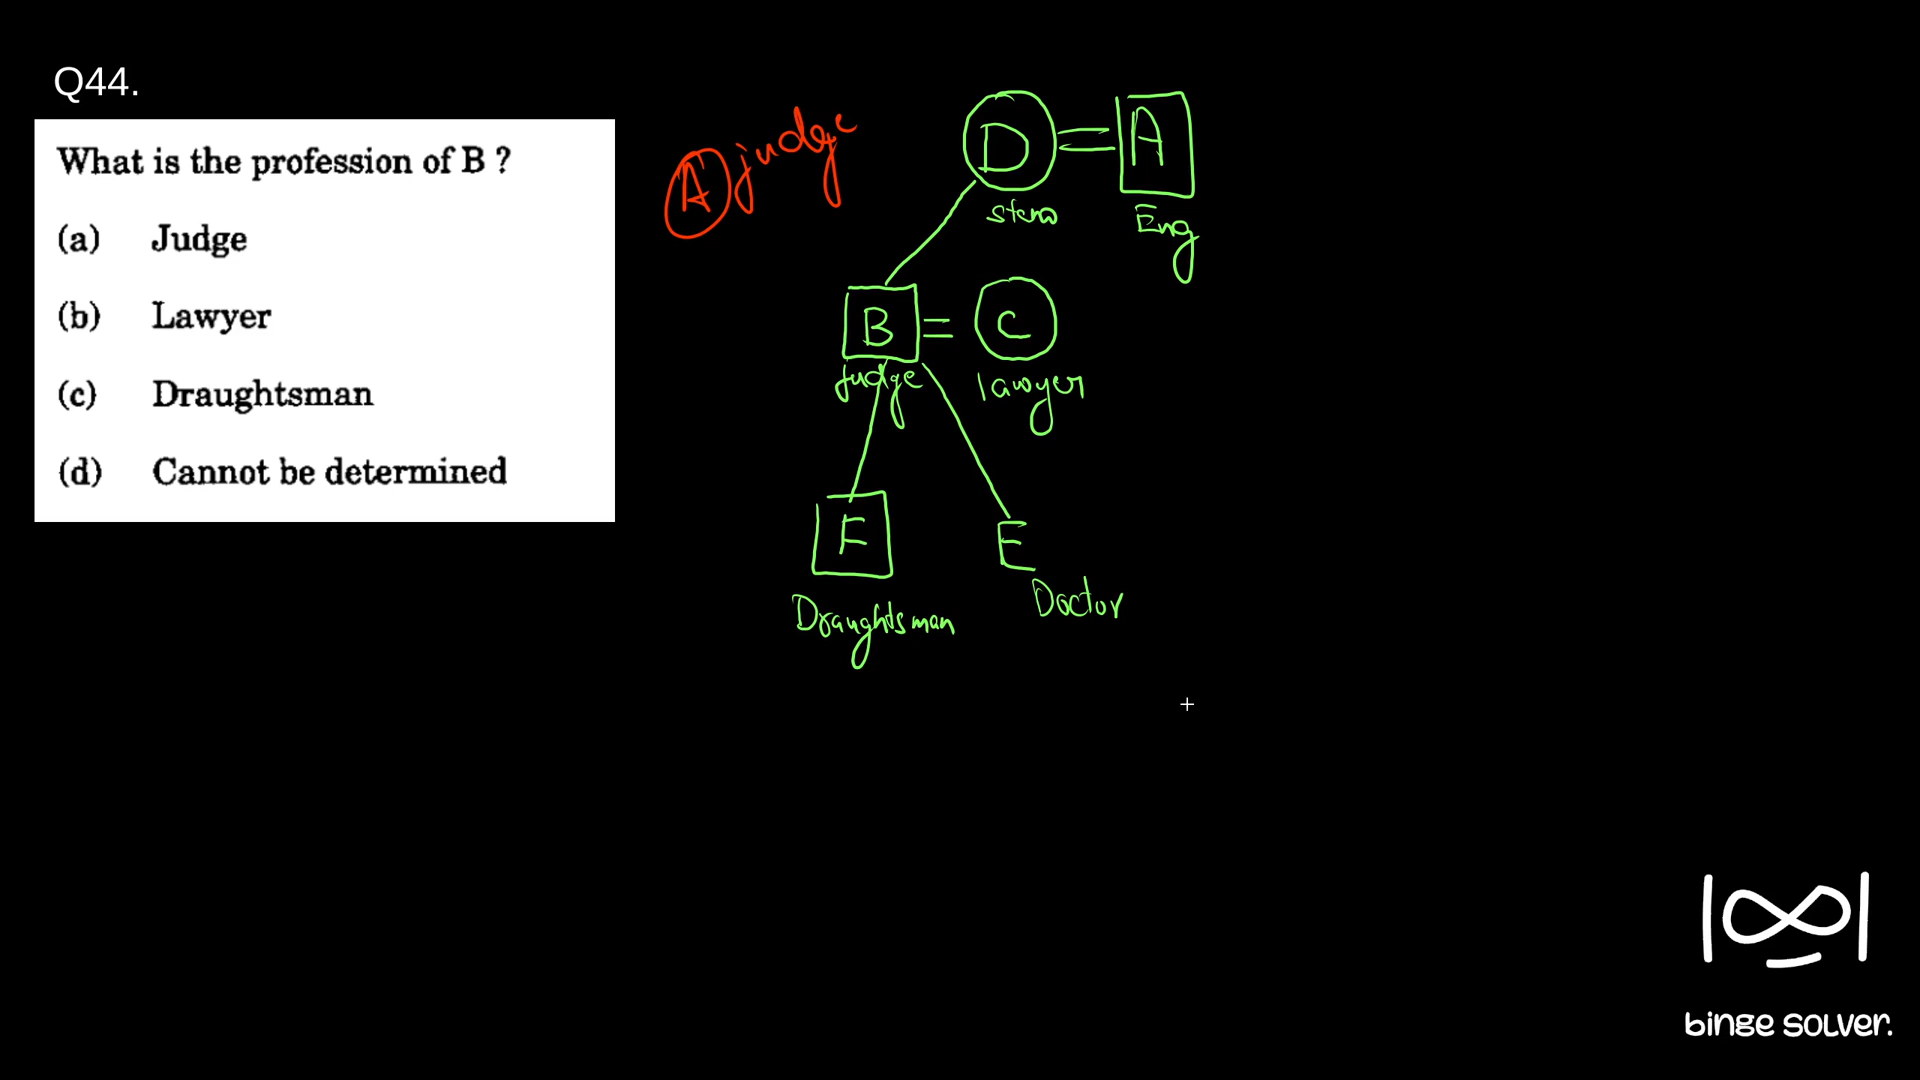 Q44.
What is the profession of B ?
(a) Judge
(b) Lawyer
(c) Draughtsman
(d) Cannot be determined
A judge
D = A
steno Eng
B = C
judge lawyer
F E
Draughtsman Doctor
binge solver.